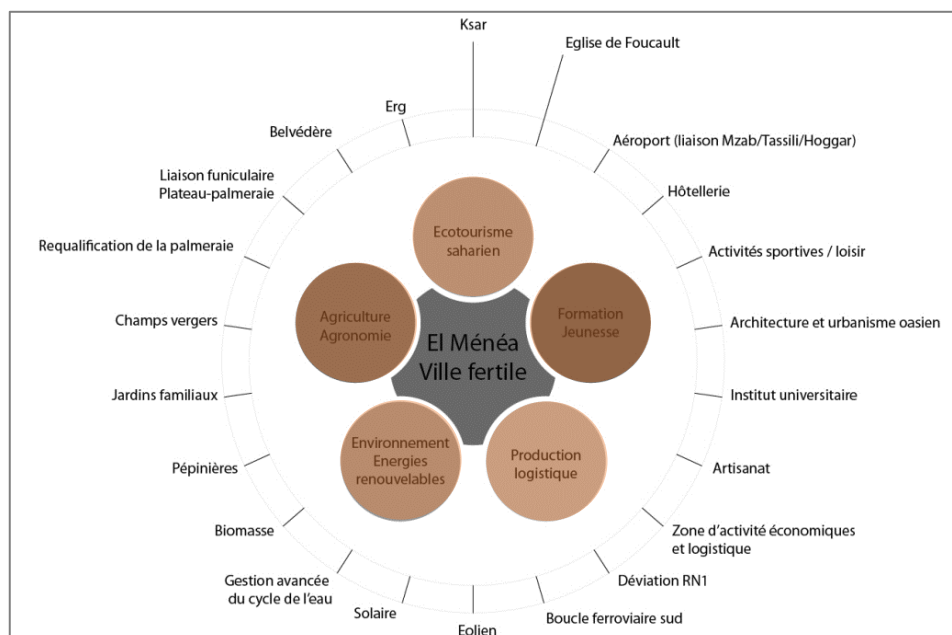 Ksar
Eglise de Foucault
Aéroport (liaison Mzab/Tassili/Hoggar)
Hôtellerie
Activités sportives / loisir
Architecture et urbanisme oasien
Institut universitaire
Artisanat
Zone d'activité économiques
et logistique
Déviation RN1
Boucle ferroviaire sud
Eolien
Solaire
Gestion avancée
du cycle de l'eau
Biomasse
Pépinières
Jardins familiaux
Champs vergers
Requalification de la palmeraie
Liaison funiculaire
Plateau-palmeraie
Belvédère
Erg
Ecotourisme
saharien
Formation
Jeunesse
Production
logistique
Environnement
Energies
renouvelables
Agriculture
Agronomie
El Ménéa
Ville fertile